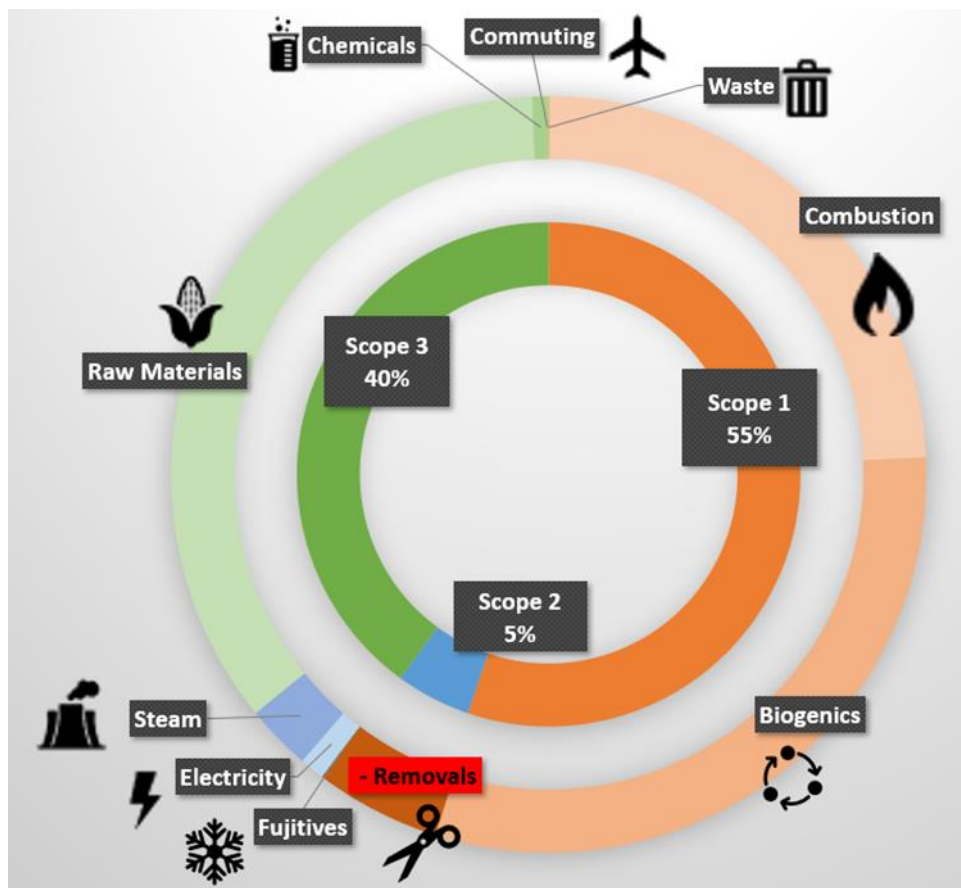 Chemicals
Commuting
Waste
Combustion
Scope 3
40%
Raw Materials
Scope 1
55%
Scope 2
5%
Steam
Biogenics
Electricity
- Removals
Fujitives